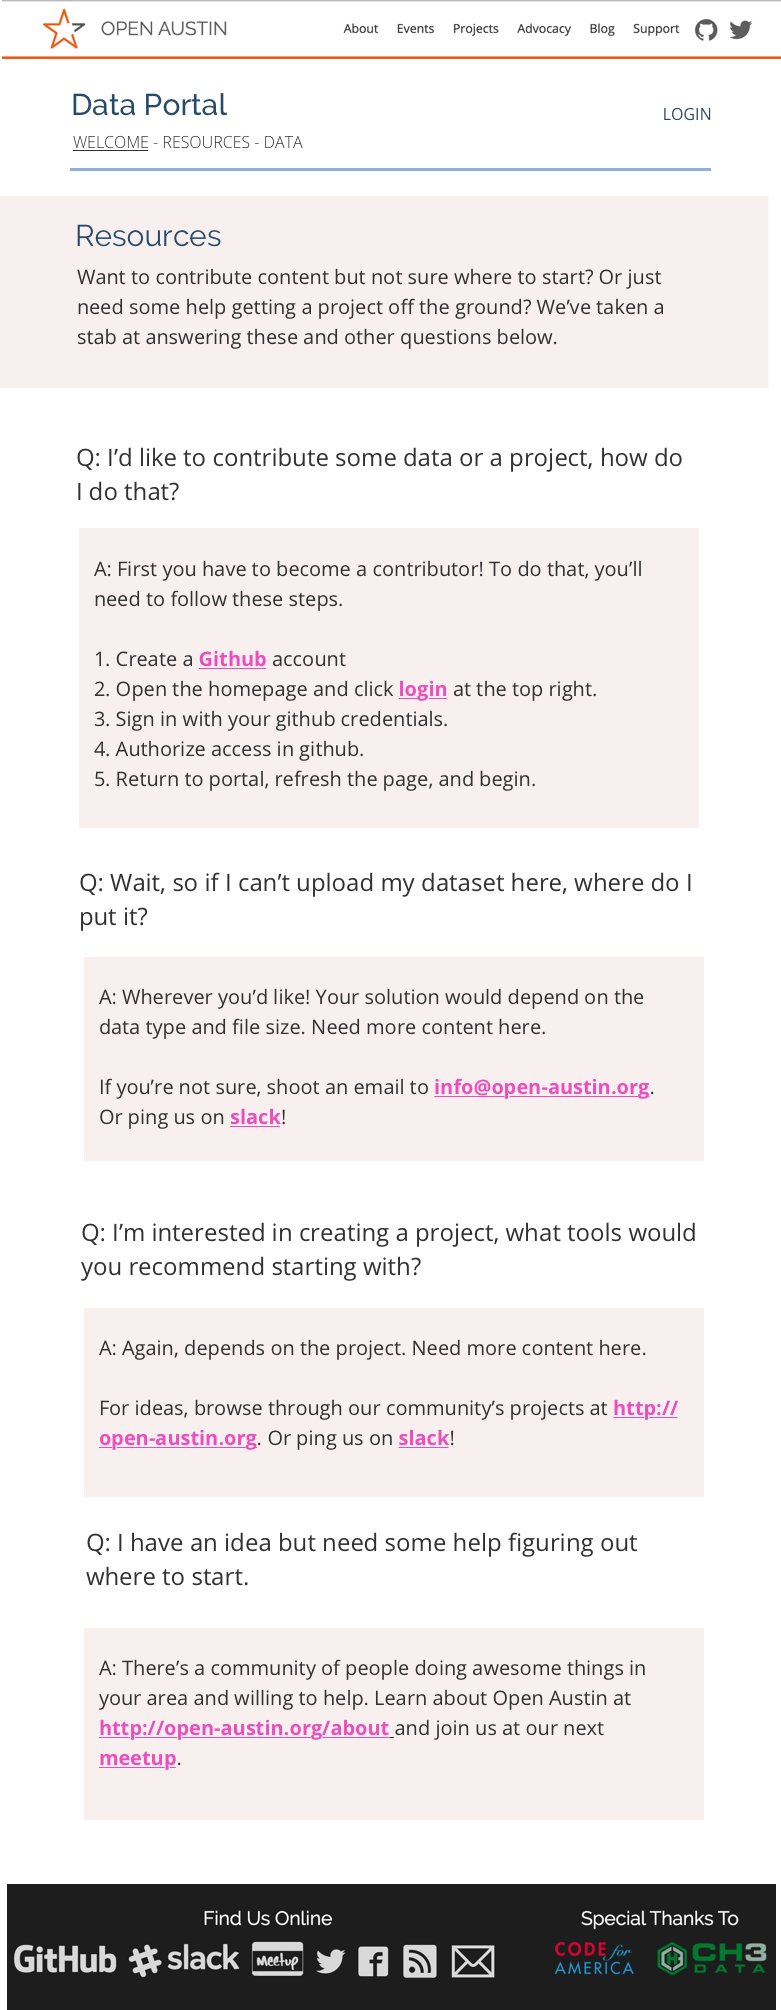 OPEN AUSTIN
About Events Projects Advocacy Blog Support
Data Portal
LOGIN
WELCOME - RESOURCES - DATA
Resources
Want to contribute content but not sure where to start? Or just
need some help getting a project off the ground? We’ve taken a
stab at answering these and other questions below.
Q: I’d like to contribute some data or a project, how do
I do that?
A: First you have to become a contributor! To do that, you’ll
need to follow these steps.
1. Create a Github account
2. Open the homepage and click login at the top right.
3. Sign in with your github credentials.
4. Authorize access in github.
5. Return to portal, refresh the page, and begin.
Q: Wait, so if I can’t upload my dataset here, where do I
put it?
A: Wherever you’d like! Your solution would depend on the
data type and file size. Need more content here.
If you’re not sure, shoot an email to info@open-austin.org.
Or ping us on slack!
Q: I’m interested in creating a project, what tools would
you recommend starting with?
A: Again, depends on the project. Need more content here.
For ideas, browse through our community’s projects at http://
open-austin.org. Or ping us on slack!
Q: I have an idea but need some help figuring out
where to start.
A: There’s a community of people doing awesome things in
your area and willing to help. Learn about Open Austin at
http://open-austin.org/about and join us at our next
meetup.
Find Us Online
GitHub slack Meetup
Special Thanks To
CODE for
AMERICA
CH3
DATA